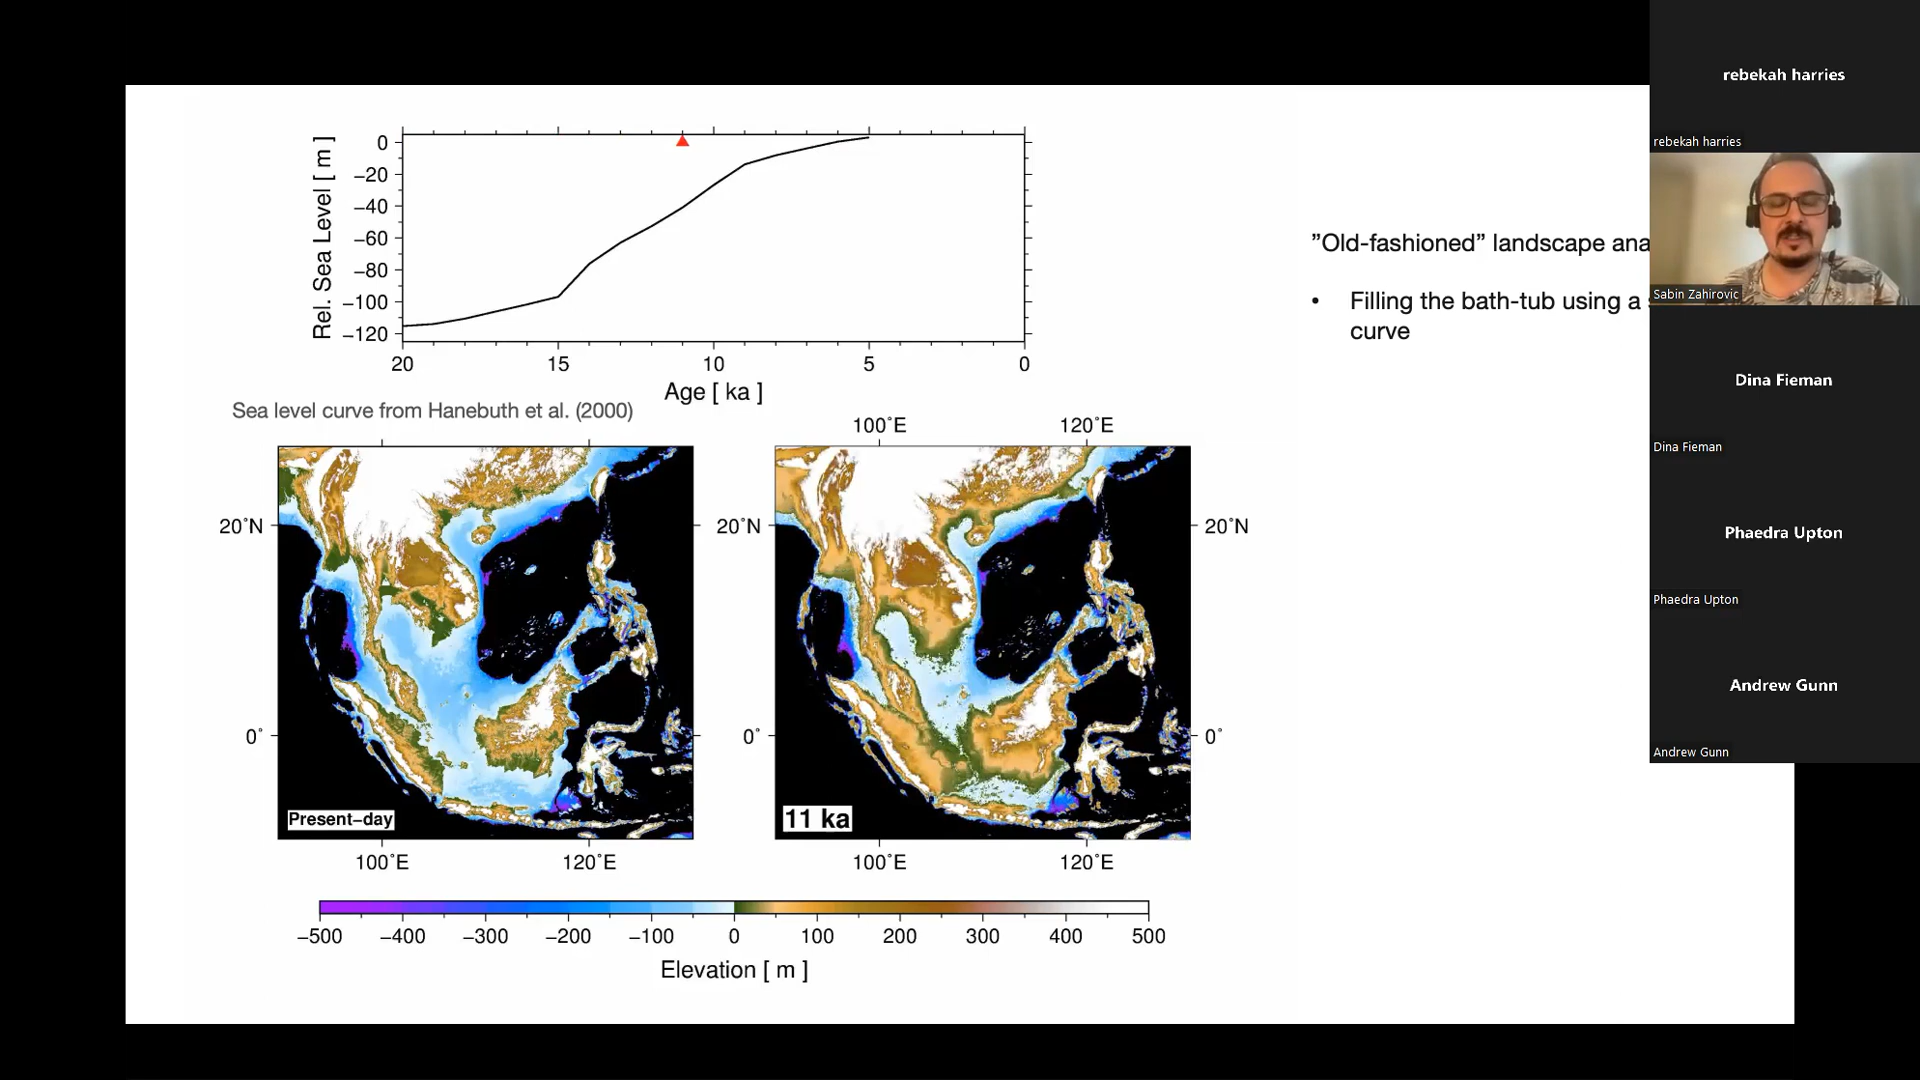 0
−20
−40
−60
−80
−100
−120
Rel. Sea Level [ m ]
20 15 10 5 0
Age [ ka ]
Sea level curve from Hanebuth et al. (2000)
100˚E 120˚E
20˚N
0˚
Present−day
100˚E 120˚E
20˚N 20˚N
0˚ 0˚
11 ka
100˚E 120˚E
−500 −400 −300 −200 −100 0 100 200 300 400 500
Elevation [ m ]
”Old-fashioned” landscape ana
• Filling the bath-tub using a
curve
rebekah harries
rebekah harries
Sabin Zahirovic
Dina Fieman
Dina Fieman
Phaedra Upton
Phaedra Upton
Andrew Gunn
Andrew Gunn